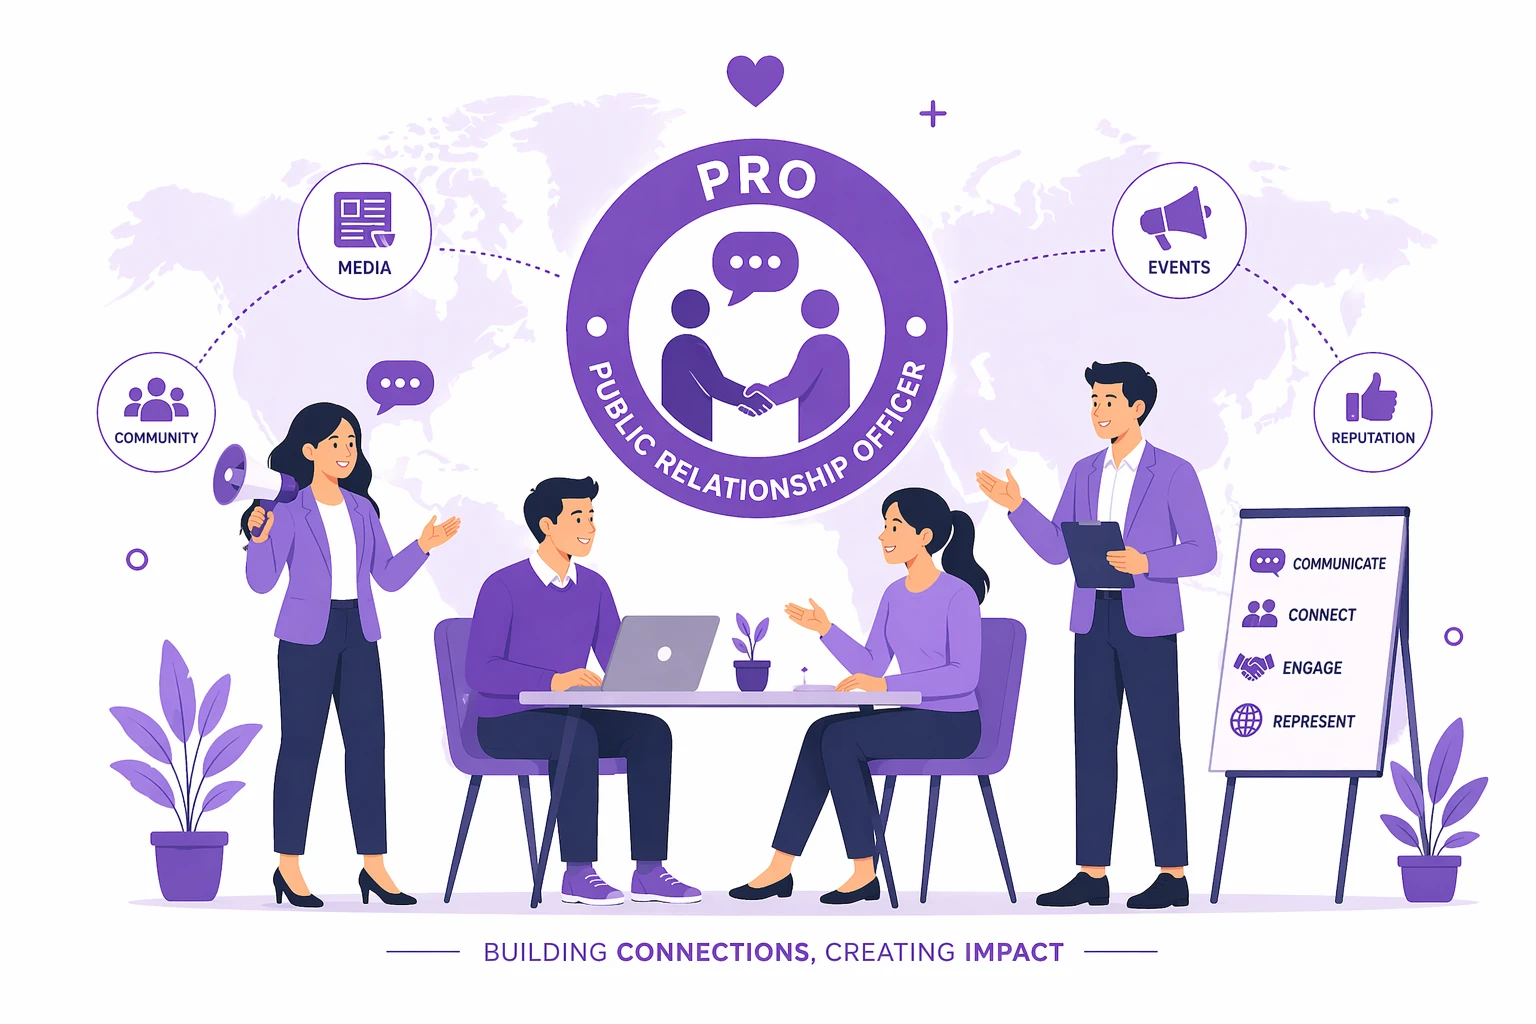 PRO
PUBLIC RELATIONSHIP OFFICER
MEDIA
EVENTS
COMMUNITY
REPUTATION
COMMUNICATE
CONNECT
ENGAGE
REPRESENT
BUILDING CONNECTIONS, CREATING IMPACT